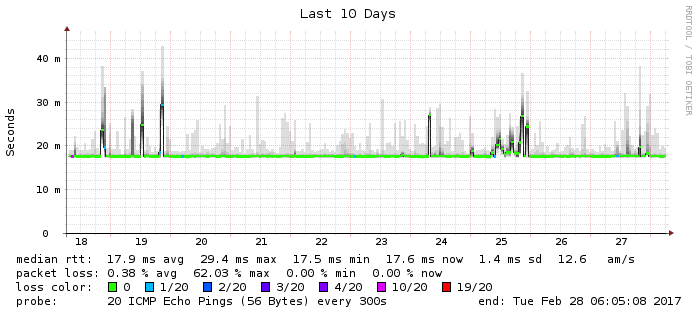 Last 10 Days
RRDTOOL / TOBI OETIKER
Seconds
40 m
30 m
20 m
10 m
0
18 19 20 21 22 23 24 25 26 27
median rtt: 17.9 ms avg 29.4 ms max 17.5 ms min 17.6 ms now 1.4 ms sd 12.6 am/s
packet loss: 0.38 % avg 62.03 % max 0.00 % min 0.00 % now
loss color: 0 1/20 2/20 3/20 4/20 10/20 19/20
probe: 20 ICMP Echo Pings (56 Bytes) every 300s end: Tue Feb 28 06:05:08 2017